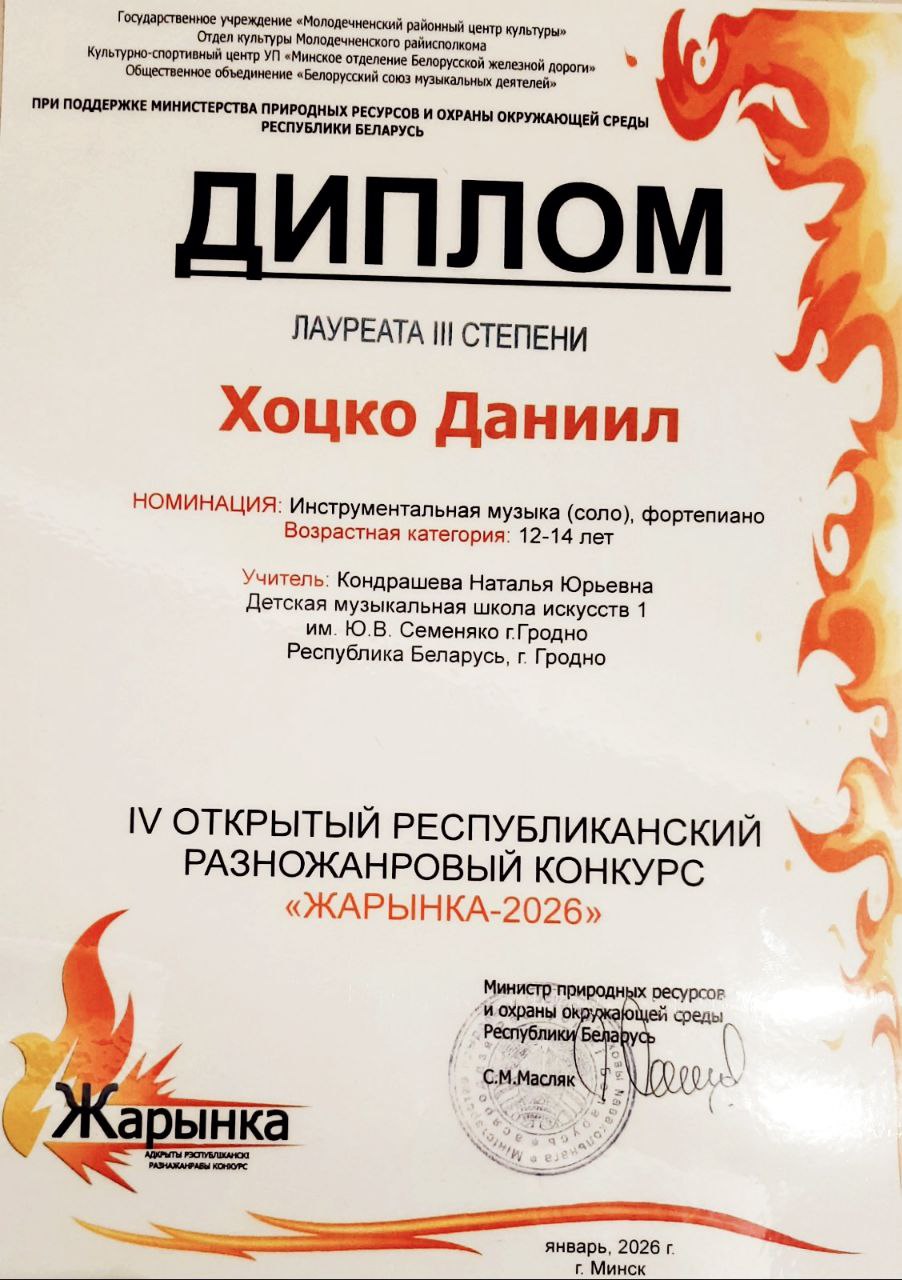 Государственное учреждение «Молодечненский районный центр культуры»
Отдел культуры Молодечненского райисполкома
Культурно-спортивный центр УП «Минское отделение Белорусской железной дороги»
Общественное объединение «Белорусский союз музыкальных деятелей»
ПРИ ПОДДЕРЖКЕ МИНИСТЕРСТВА ПРИРОДНЫХ РЕСУРСОВ И ОХРАНЫ ОКРУЖАЮЩЕЙ СРЕДЫ
РЕСПУБЛИКИ БЕЛАРУСЬ
ДИПЛОМ
ЛАУРЕАТА III СТЕПЕНИ
Хоцко Даниил
НОМИНАЦИЯ: Инструментальная музыка (соло), фортепиано
Возрастная категория: 12-14 лет
Учитель: Кондрашева Наталья Юрьевна
Детская музыкальная школа искусств 1
им. Ю.В. Семеняко г.Гродно
Республика Беларусь, г. Гродно
IV ОТКРЫТЫЙ РЕСПУБЛИКАНСКИЙ
РАЗНОЖАНРОВЫЙ КОНКУРС
«ЖАРЫНКА-2026»
Министр природных ресурсов
и охраны окружающей среды
Республики Беларусь
С.М.Масляк
Жарынка
АДКРЫТЫ РЭСПУБЛІКАНСКІ
РАЗНАЖАНРАВЫ КОНКУРС
январь, 2026 г.
г. Минск